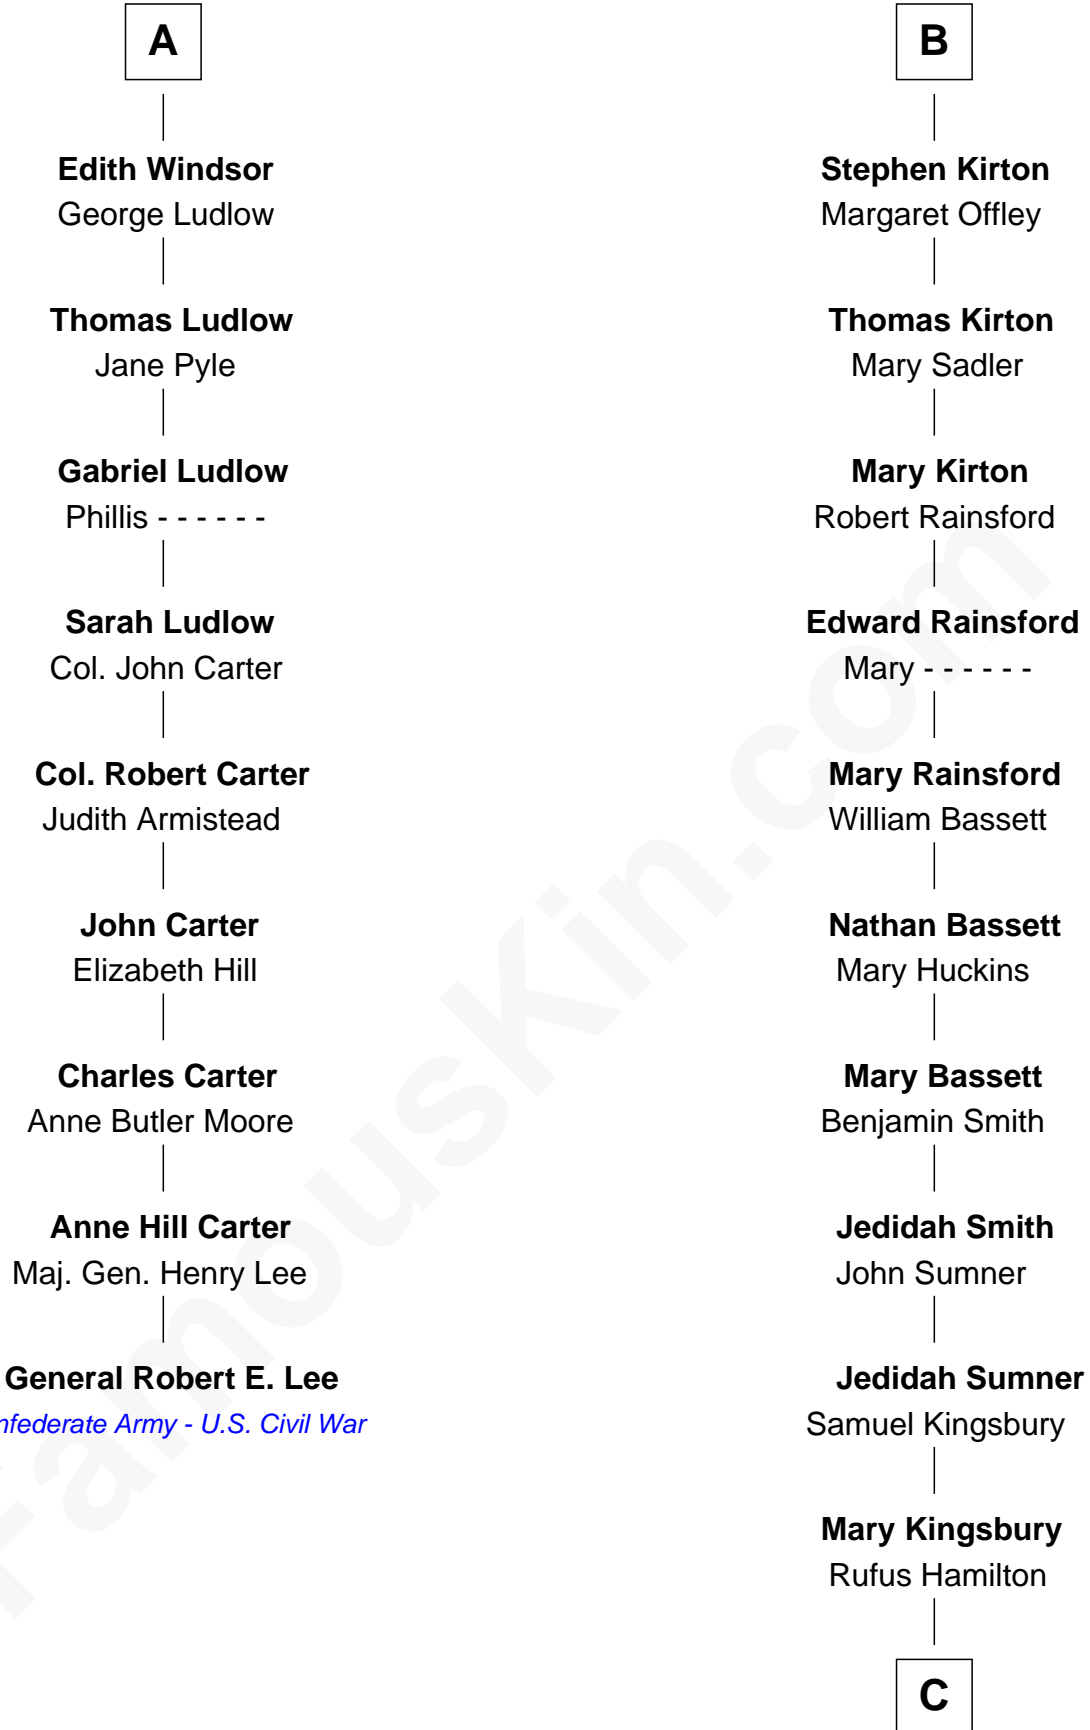 A
Edith Windsor
George Ludlow
Thomas Ludlow
Jane Pyle
Gabriel Ludlow
Phillis - - - - - -
Sarah Ludlow
Col. John Carter
Col. Robert Carter
Judith Armistead
John Carter
Elizabeth Hill
Charles Carter
Anne Butler Moore
Anne Hill Carter
Maj. Gen. Henry Lee
General Robert E. Lee
nfederate Army - U.S. Civil War
B
Stephen Kirton
Margaret Offley
Thomas Kirton
Mary Sadler
Mary Kirton
Robert Rainsford
Edward Rainsford
Mary - - - - - -
Mary Rainsford
William Bassett
Nathan Bassett
Mary Huckins
Mary Bassett
Benjamin Smith
Jedidah Smith
John Sumner
Jedidah Sumner
Samuel Kingsbury
Mary Kingsbury
Rufus Hamilton
C
FamousKin.com